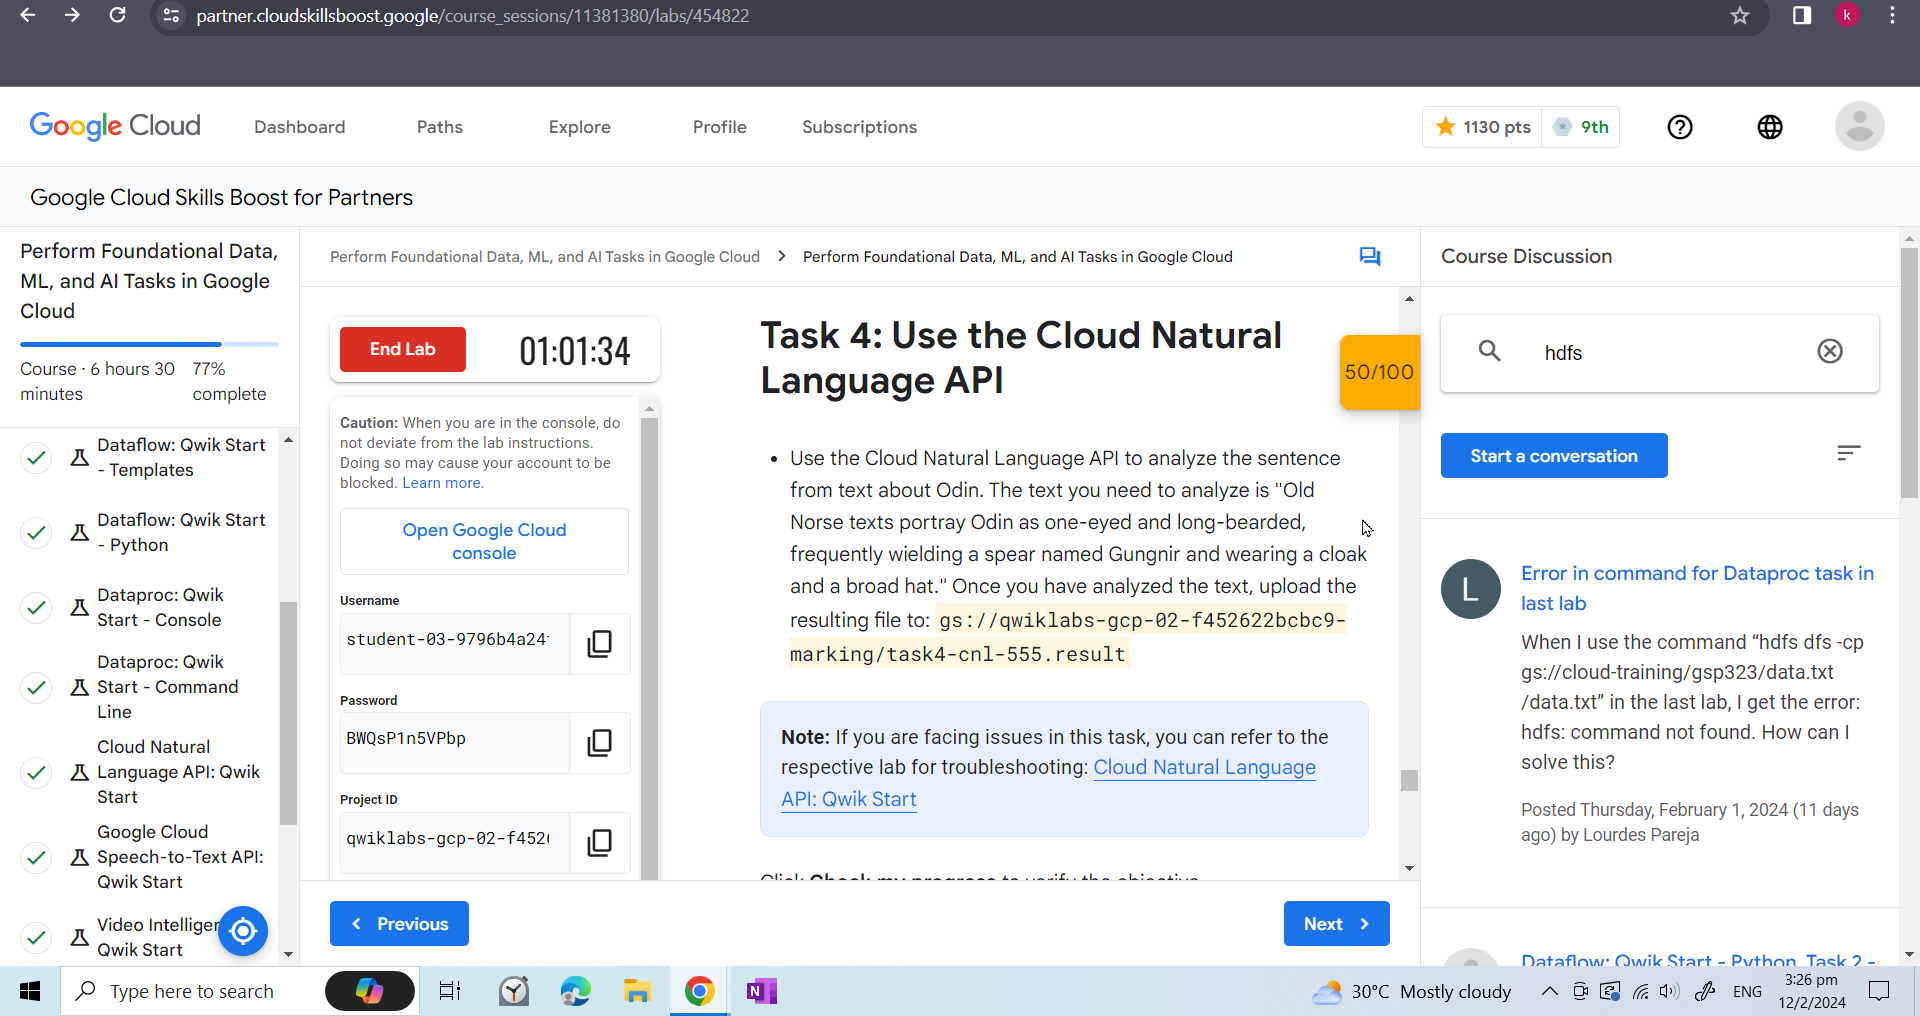 partner.cloudskillsboost.google/course_sessions/11381380/labs/454822
k
Google Cloud
Dashboard
Paths
Explore
Profile
Subscriptions
1130 pts
9th
Google Cloud Skills Boost for Partners
Perform Foundational Data,
ML, and AI Tasks in Google
Cloud
Course · 6 hours 30
minutes
77%
complete
Dataflow: Qwik Start
- Templates
Dataflow: Qwik Start
- Python
Dataproc: Qwik
Start - Console
Dataproc: Qwik
Start - Command
Line
Cloud Natural
Language API: Qwik
Start
Google Cloud
Speech-to-Text API:
Qwik Start
Video Intelliger
Qwik Start
Perform Foundational Data, ML, and AI Tasks in Google Cloud
Perform Foundational Data, ML, and AI Tasks in Google Cloud
End Lab
01:01:34
Caution: When you are in the console, do
not deviate from the lab instructions.
Doing so may cause your account to be
blocked. Learn more.
Open Google Cloud
console
Username
student-03-9796b4a24
Password
BWQsP1n5VPbp
Project ID
qwiklabs-gcp-02-f452
Task 4: Use the Cloud Natural
Language API
50/100
• Use the Cloud Natural Language API to analyze the sentence
from text about Odin. The text you need to analyze is "Old
Norse texts portray Odin as one-eyed and long-bearded,
frequently wielding a spear named Gungnir and wearing a cloak
and a broad hat." Once you have analyzed the text, upload the
resulting file to: gs://qwiklabs-gcp-02-f452622bcbc9-
marking/task4-cnl-555.result
Note: If you are facing issues in this task, you can refer to the
respective lab for troubleshooting: Cloud Natural Language
API: Qwik Start
Click Check my progress to verify the objective.
Previous
Next
Course Discussion
hdfs
Start a conversation
L
Error in command for Dataproc task in
last lab
When I use the command “hdfs dfs -cp
gs://cloud-training/gsp323/data.txt
/data.txt” in the last lab, I get the error:
hdfs: command not found. How can I
solve this?
Posted Thursday, February 1, 2024 (11 days
ago) by Lourdes Pareja
Dataflow: Qwik Start - Python, Task 2 -
Type here to search
30°C Mostly cloudy
ENG
3:26 pm
12/2/2024